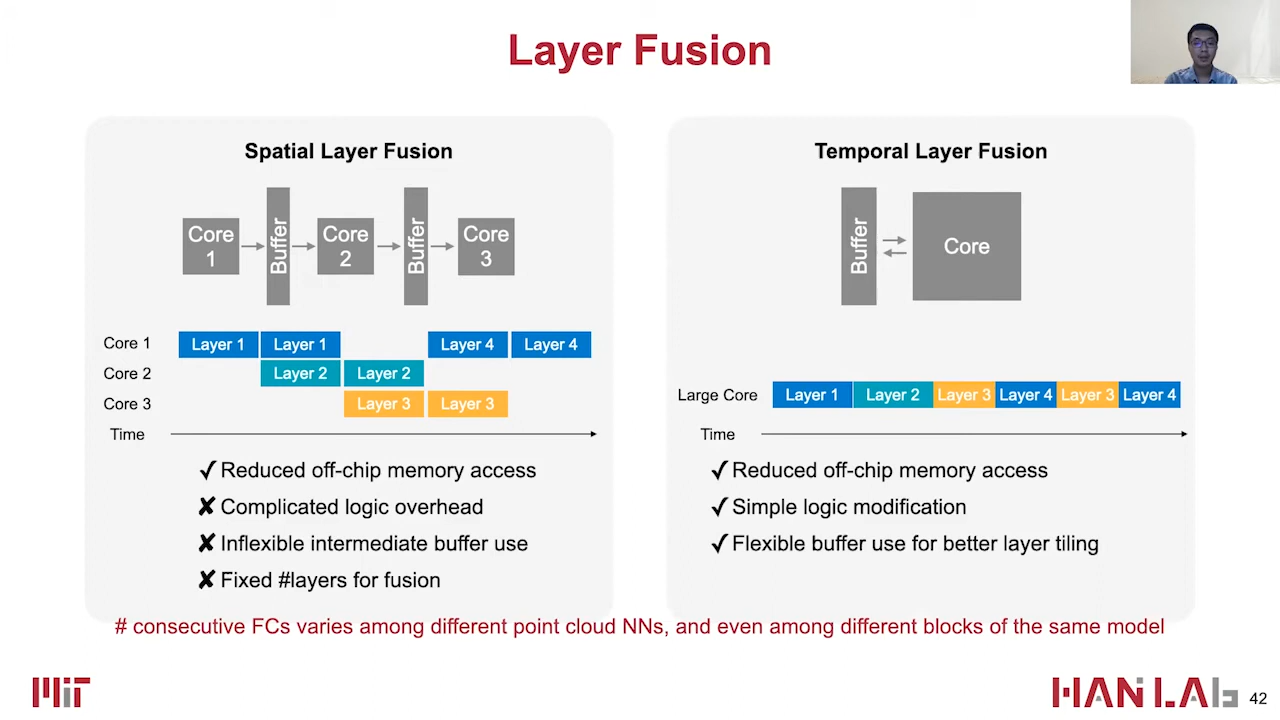 Layer Fusion
Spatial Layer Fusion
Core 1
Buffer
Core 2
Buffer
Core 3
Core 1
Layer 1
Layer 1
Layer 4
Layer 4
Core 2
Layer 2
Layer 2
Core 3
Layer 3
Layer 3
Time
✓ Reduced off-chip memory access
✘ Complicated logic overhead
✘ Inflexible intermediate buffer use
✘ Fixed #layers for fusion
Temporal Layer Fusion
Buffer
Core
Large Core
Layer 1
Layer 2
Layer 3
Layer 4
Layer 3
Layer 4
Time
✓ Reduced off-chip memory access
✓ Simple logic modification
✓ Flexible buffer use for better layer tiling
# consecutive FCs varies among different point cloud NNs, and even among different blocks of the same model
MIT
HAN LAB
42